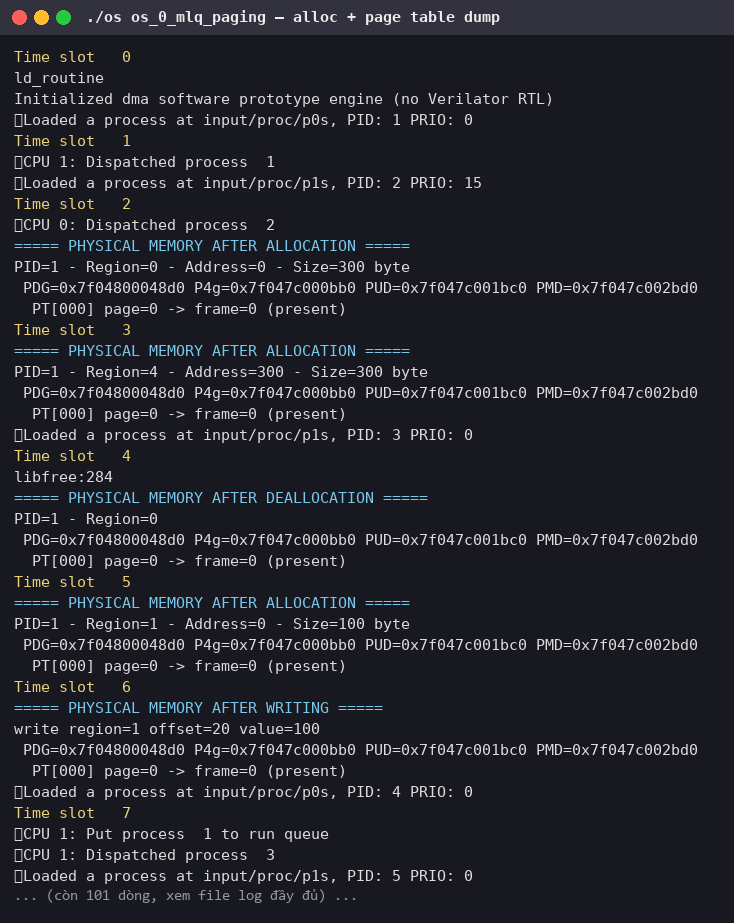 ./os os_0_mlq_paging — alloc + page table dump
Time slot   0
ld_routine
Initialized dma software prototype engine (no Verilator RTL)
Loaded a process at input/proc/p0s, PID: 1 PRIO: 0
Time slot   1
CPU 1: Dispatched process  1
Loaded a process at input/proc/p1s, PID: 2 PRIO: 15
Time slot   2
CPU 0: Dispatched process  2
===== PHYSICAL MEMORY AFTER ALLOCATION =====
PID=1 - Region=0 - Address=0 - Size=300 byte
 PDG=0x7f04800048d0 P4g=0x7f047c000bb0 PUD=0x7f047c001bc0 PMD=0x7f047c002bd0
  PT[000] page=0 -> frame=0 (present)
Time slot   3
===== PHYSICAL MEMORY AFTER ALLOCATION =====
PID=1 - Region=4 - Address=300 - Size=300 byte
 PDG=0x7f04800048d0 P4g=0x7f047c000bb0 PUD=0x7f047c001bc0 PMD=0x7f047c002bd0
  PT[000] page=0 -> frame=0 (present)
Loaded a process at input/proc/p1s, PID: 3 PRIO: 0
Time slot   4
libfree:284
===== PHYSICAL MEMORY AFTER DEALLOCATION =====
PID=1 - Region=0
 PDG=0x7f04800048d0 P4g=0x7f047c000bb0 PUD=0x7f047c001bc0 PMD=0x7f047c002bd0
  PT[000] page=0 -> frame=0 (present)
Time slot   5
===== PHYSICAL MEMORY AFTER ALLOCATION =====
PID=1 - Region=1 - Address=0 - Size=100 byte
 PDG=0x7f04800048d0 P4g=0x7f047c000bb0 PUD=0x7f047c001bc0 PMD=0x7f047c002bd0
  PT[000] page=0 -> frame=0 (present)
Time slot   6
===== PHYSICAL MEMORY AFTER WRITING =====
write region=1 offset=20 value=100
 PDG=0x7f04800048d0 P4g=0x7f047c000bb0 PUD=0x7f047c001bc0 PMD=0x7f047c002bd0
  PT[000] page=0 -> frame=0 (present)
Loaded a process at input/proc/p0s, PID: 4 PRIO: 0
Time slot   7
CPU 1: Put process  1 to run queue
CPU 1: Dispatched process  3
Loaded a process at input/proc/p1s, PID: 5 PRIO: 0
... (còn 101 dòng, xem file log đầy đủ) ...